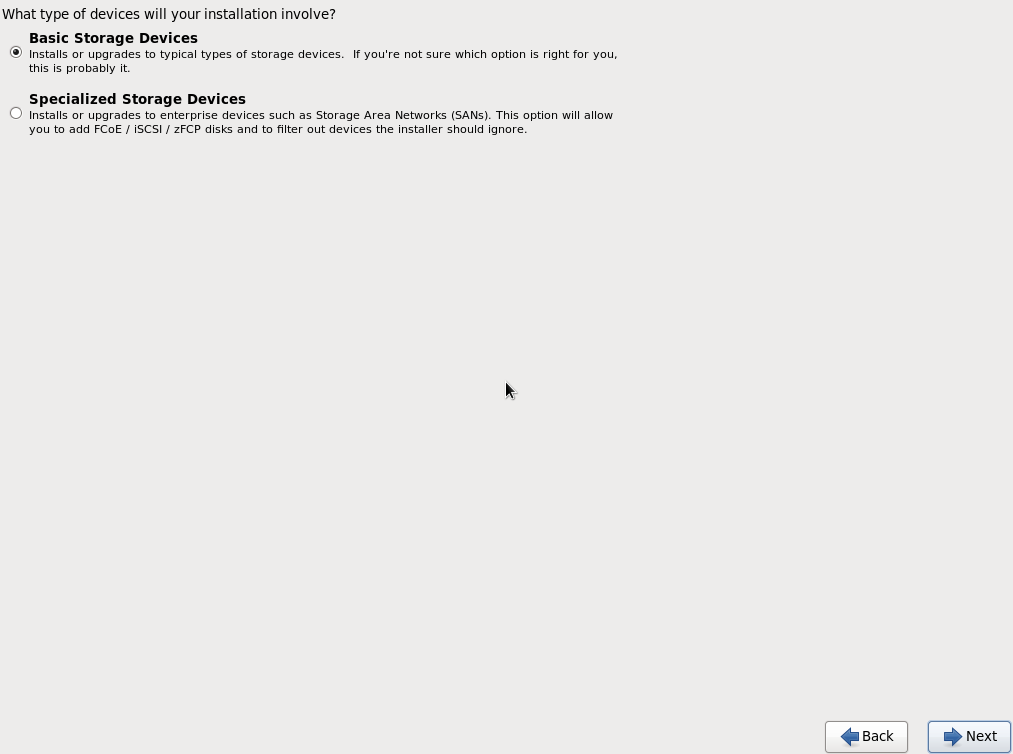 What type of devices will your installation involve?
Basic Storage Devices
Installs or upgrades to typical types of storage devices.  If you're not sure which option is right for you,
this is probably it.
Specialized Storage Devices
Installs or upgrades to enterprise devices such as Storage Area Networks (SANs). This option will allow
you to add FCoE / iSCSI / zFCP disks and to filter out devices the installer should ignore.
Back
Next